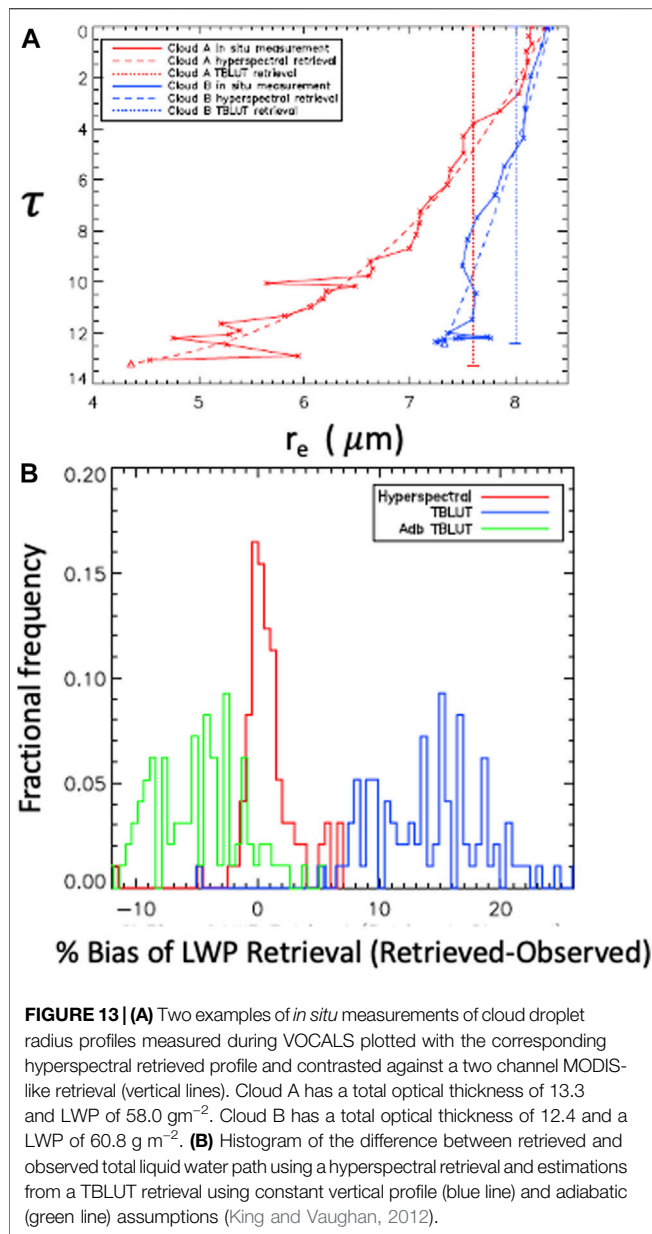 A
Cloud A in situ measurement
Cloud A hyperspectral retrieval
Cloud A TBLUT retrieval
Cloud B in situ measurement
Cloud B hyperspectral retrieval
Cloud B TBLUT retrieval
0
2
4
6
8
10
12
14
τ
4
5
6
7
8
r_e ( μm)
B
0.20
0.15
0.10
0.05
0.00
Fractional frequency
Hyperspectral
TBLUT
Adb TBLUT
−10
0
10
20
% Bias of LWP Retrieval (Retrieved-Observed)
FIGURE 13 | (A) Two examples of in situ measurements of cloud droplet
radius profiles measured during VOCALS plotted with the corresponding
hyperspectral retrieved profile and contrasted against a two channel MODIS-
like retrieval (vertical lines). Cloud A has a total optical thickness of 13.3
and LWP of 58.0 gm⁻². Cloud B has a total optical thickness of 12.4 and a
LWP of 60.8 g m⁻². (B) Histogram of the difference between retrieved and
observed total liquid water path using a hyperspectral retrieval and estimations
from a TBLUT retrieval using constant vertical profile (blue line) and adiabatic
(green line) assumptions (King and Vaughan, 2012).